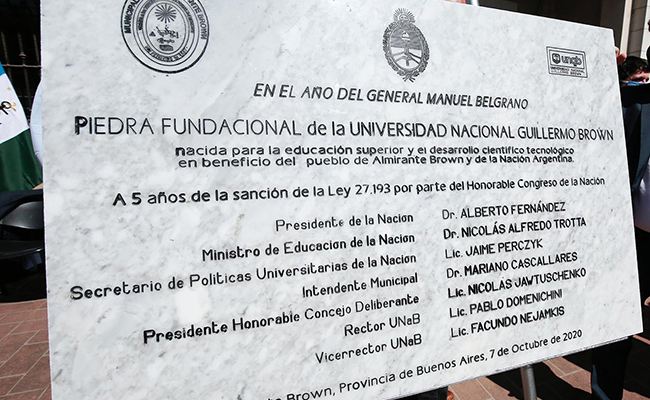 unab
EN EL AÑO DEL GENERAL MANUEL BELGRANO
PIEDRA FUNDACIONAL de la UNIVERSIDAD NACIONAL GUILLERMO BROWN
nacida para la educación superior y el desarrollo científico tecnológico
en beneficio del pueblo de Almirante Brown y de la Nación Argentina.
A 5 años de la sanción de la Ley 27.193 por parte del Honorable Congreso de la Nación
Presidente de la Nación Dr. ALBERTO FERNÁNDEZ
Ministro de Educación de la Nación Dr. NICOLÁS ALFREDO TROTTA
Secretario de Políticas Universitarias de la Nación Lic. JAIME PERCZYK
Intendente Municipal Dr. MARIANO CASCALLARES
Presidente Honorable Concejo Deliberante Lic. NICOLÁS JAWTUSCHENKO
Rector UNaB Lic. PABLO DOMENICHINI
Vicerrector UNaB Lic. FACUNDO NEJAMKIS
Brown, Provincia de Buenos Aires, 7 de Octubre de 2020